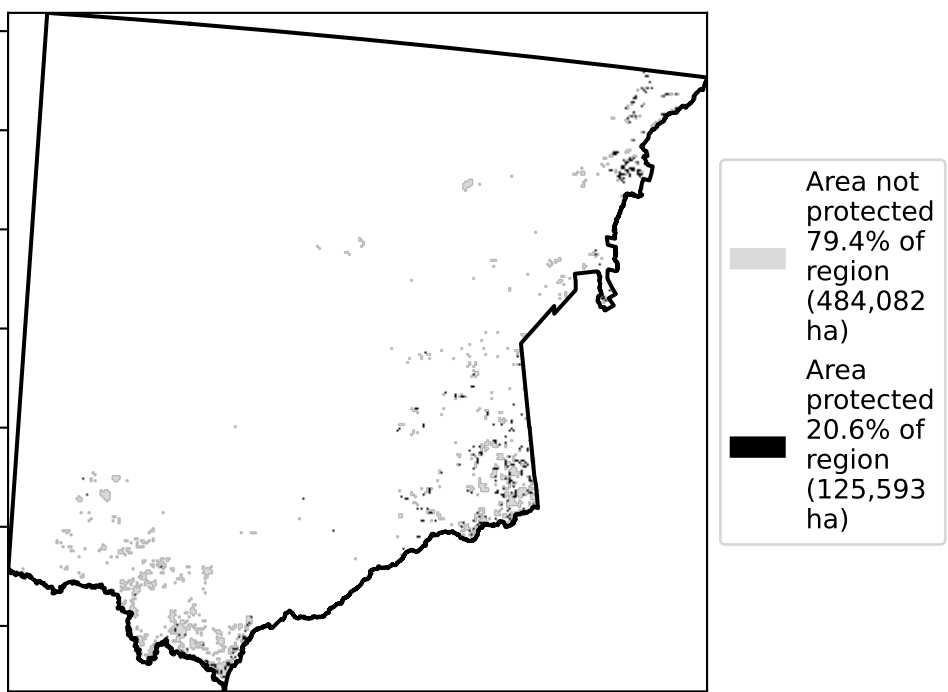 Area not
protected
79.4% of
region
(484,082
ha)
Area
protected
20.6% of
region
(125,593
ha)